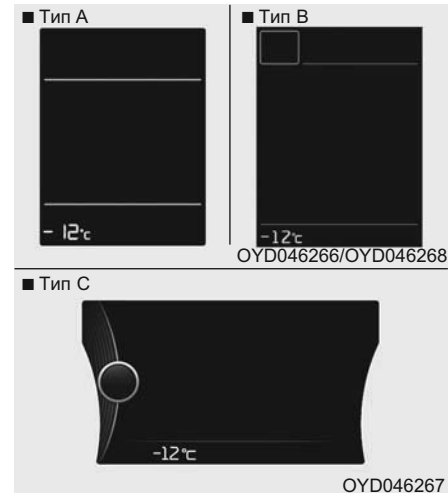 ■ Тип A
- 12°c
■ Тип B
-12°c
OYD046266/OYD046268
■ Тип C
-12°c
OYD046267